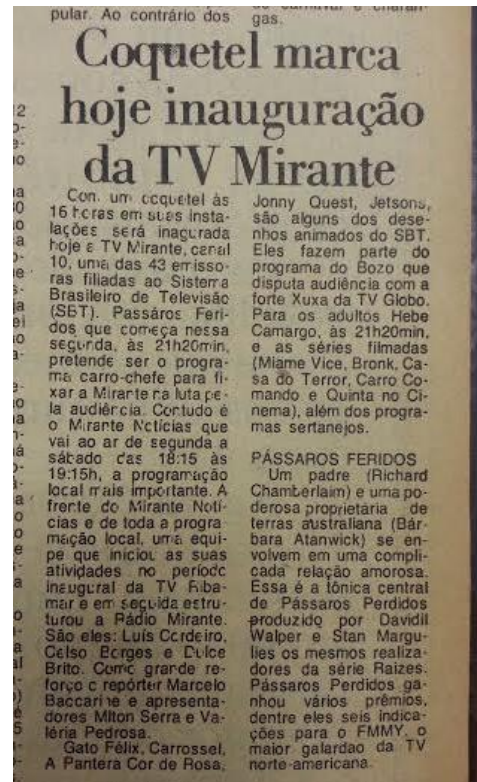 pular. Ao contrário dos
gas.
Coquetel marca
hoje inauguração
da TV Mirante
Con. um coquetel às
16 horas em suas insta-
lações será inagurada
hoje a TV Mirante, canal
10, uma das 43 emisso-
ras filiadas ao Sistema
Brasileiro de Televisão
(SBT). Passáros Feri-
dos que começa nessa
segunda, às 21h20min,
pretende ser o progra-
ma carro-chefe para fi-
xar a Mirante na luta pe-
la audiência. Contudo é
o Mirante Notícias que
vai ao ar de segunda a
sábado das 18:15 às
19:15h, a programação
local mais importante. A
frente do Mirante Notí-
cias e de toda a progra
mação local, uma equi-
pe que iniciou as suas
atividades no período
inaugural da TV Riba-
mar e em seguida estru-
turou a Rádio Mirante.
São eles: Luís Cordeiro,
Celso Borges e Dulce
Brito. Como grande re-
forço o repórter Marcelo
Baccarine e apresenta-
dores Milton Serra e Va-
léria Pedrosa.
Gato Félix, Carrossel,
A Pantera Cor de Rosa,
Jonny Quest, Jetsons,
são alguns dos dese-
nhos animados do SBT.
Eles fazem parte do
programa do Bozo que
disputa audiência com a
forte Xuxa da TV Globo.
Para os adultos Hebe
Camargo, às 21h20min,
e as séries filmadas
(Miame Vice, Bronk, Ca-
sa do Terror, Carro Co-
mando e Quinta no Ci-
nema), além dos progra-
mas sertanejos.
PÁSSAROS FERIDOS
Um padre (Richard
Chamberlaim) e uma po-
derosa proprietária de
terras australiana (Bár-
bara Atanwick) se en-
volvem em uma compli-
cada relação amorosa.
Essa é a tônica central
de Pássaros Perdidos
produzido por Davidil
Walper e Stan Margu-
lies os mesmos realiza-
dores da série Raízes.
Pássaros Perdidos ga-
nhou vários prêmios,
dentre eles seis indica-
ções para o FMMY, o
maior galardao da TV
norte-americana.